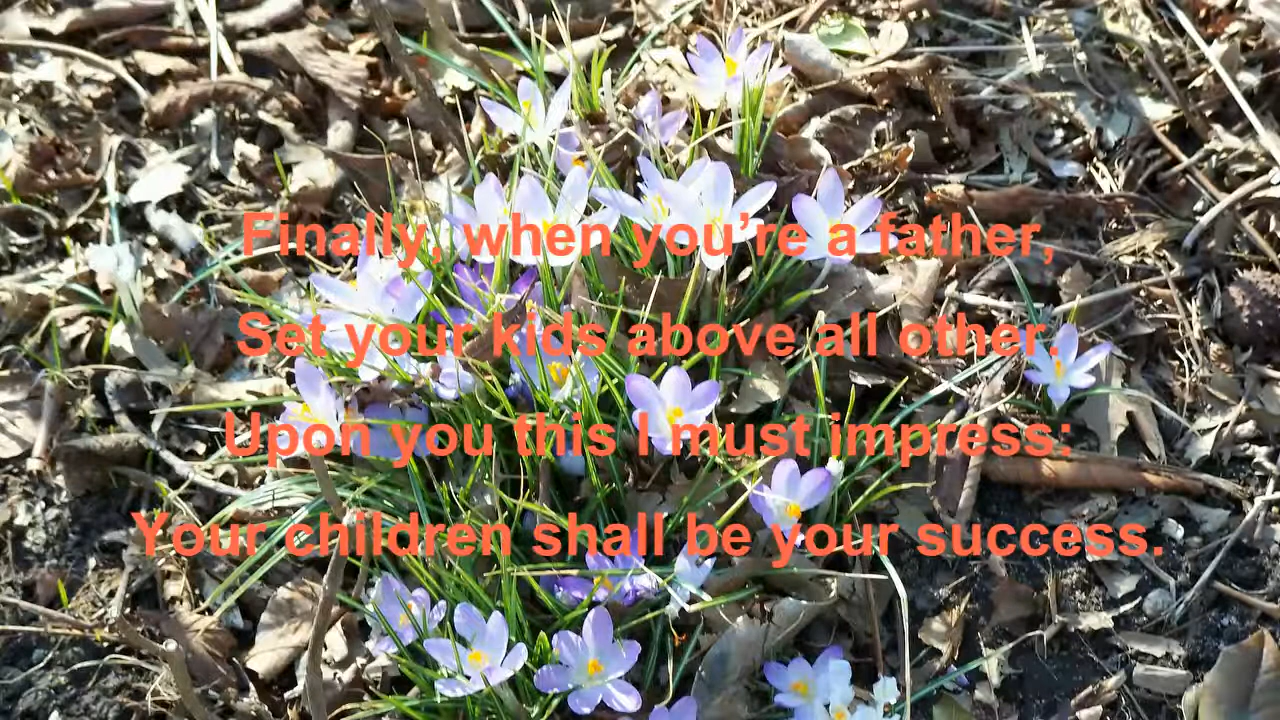 Finally, when you’re a father,
Set your kids above all other.
Upon you this I must impress:
Your children shall be your success.